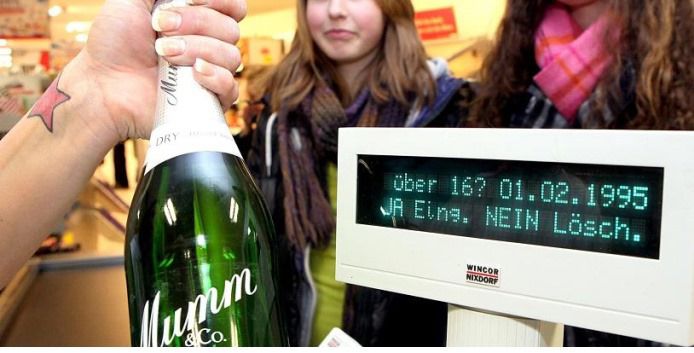 Mumm
DRY
über 16? 01.02.1995
JA Eing. NEIN Lösch.
WINCOR
NIXDORF
Mumm
& Co.